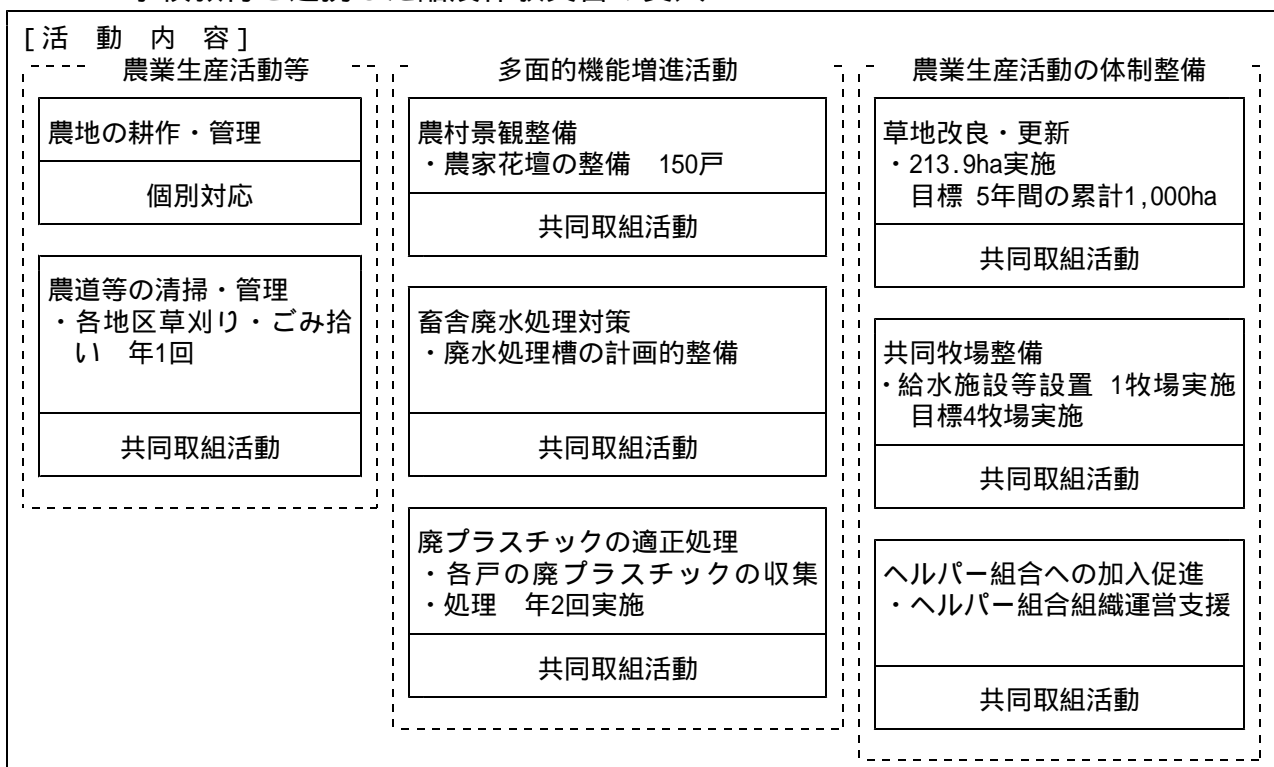 [活　動　内　容]
農業生産活動等
農地の耕作・管理
個別対応
農道等の清掃・管理
・各地区草刈り・ごみ拾
い　年1回
共同取組活動
多面的機能増進活動
農村景観整備
・農家花壇の整備　150戸
共同取組活動
畜舎廃水処理対策
・廃水処理槽の計画的整備
共同取組活動
廃プラスチックの適正処理
・各戸の廃プラスチックの収集
・処理　年2回実施
共同取組活動
農業生産活動の体制整備
草地改良・更新
・213.9ha実施
目標 5年間の累計1,000ha
共同取組活動
共同牧場整備
・給水施設等設置 1牧場実施
目標4牧場実施
共同取組活動
ヘルパー組合への加入促進
・ヘルパー組合組織運営支援
共同取組活動